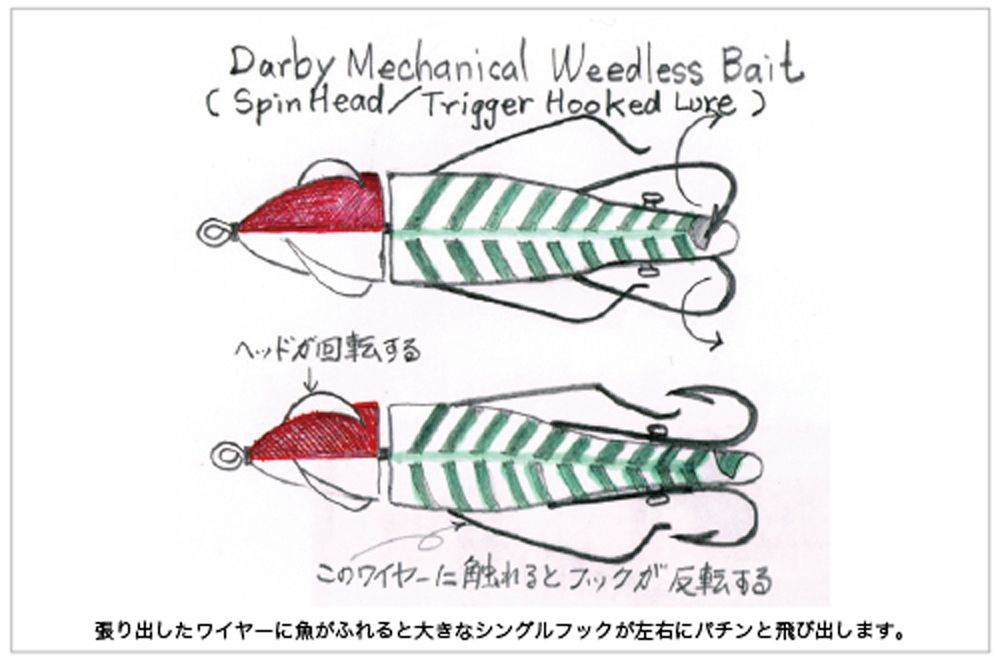 Darby Mechanical Weedless Bait
(Spin Head/Trigger Hooked Lure)
ヘッドが回転する
このワイヤーに触れるとフックが反転する
張り出したワイヤーに魚がふれると大きなシングルフックが左右にパチンと飛び出します。